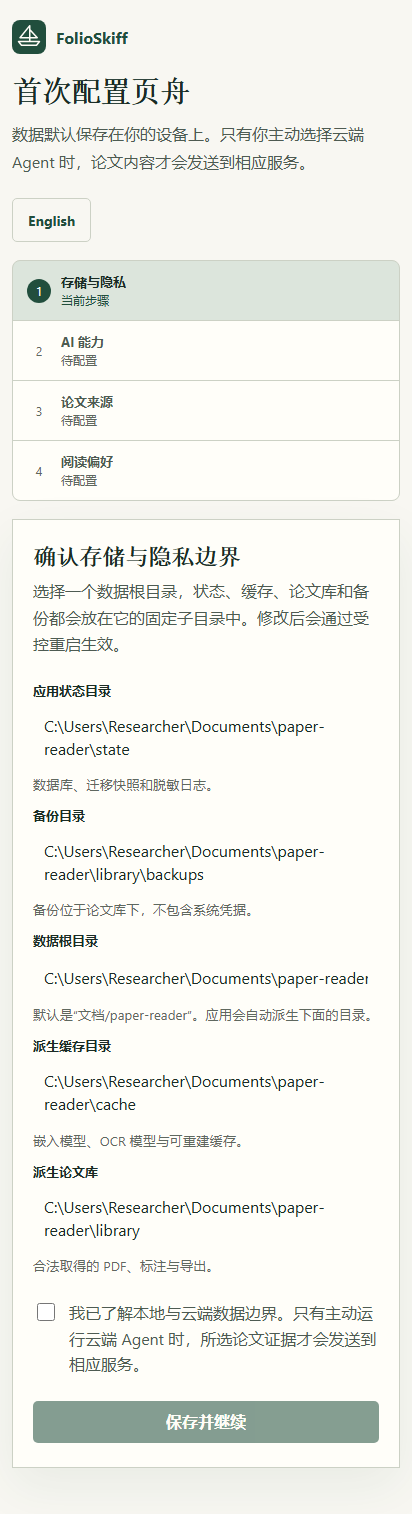 FolioSkiff
首次配置页舟
数据默认保存在你的设备上。只有你主动选择云端
Agent 时，论文内容才会发送到相应服务。
English
1
存储与隐私
当前步骤
2
AI 能力
待配置
3
论文来源
待配置
4
阅读偏好
待配置
确认存储与隐私边界
选择一个数据根目录，状态、缓存、论文库和备
份都会放在它的固定子目录中。修改后会通过受
控重启生效。
应用状态目录
C:\Users\Researcher\Documents\paper-
reader\state
数据库、迁移快照和脱敏日志。
备份目录
C:\Users\Researcher\Documents\paper-
reader\library\backups
备份位于论文库下，不包含系统凭据。
数据根目录
C:\Users\Researcher\Documents\paper-reader
默认是“文档/paper-reader”。应用会自动派生下面的目录。
派生缓存目录
C:\Users\Researcher\Documents\paper-
reader\cache
嵌入模型、OCR 模型与可重建缓存。
派生论文库
C:\Users\Researcher\Documents\paper-
reader\library
合法取得的 PDF、标注与导出。
我已了解本地与云端数据边界。只有主动运
行云端 Agent 时，所选论文证据才会发送到
相应服务。
保存并继续